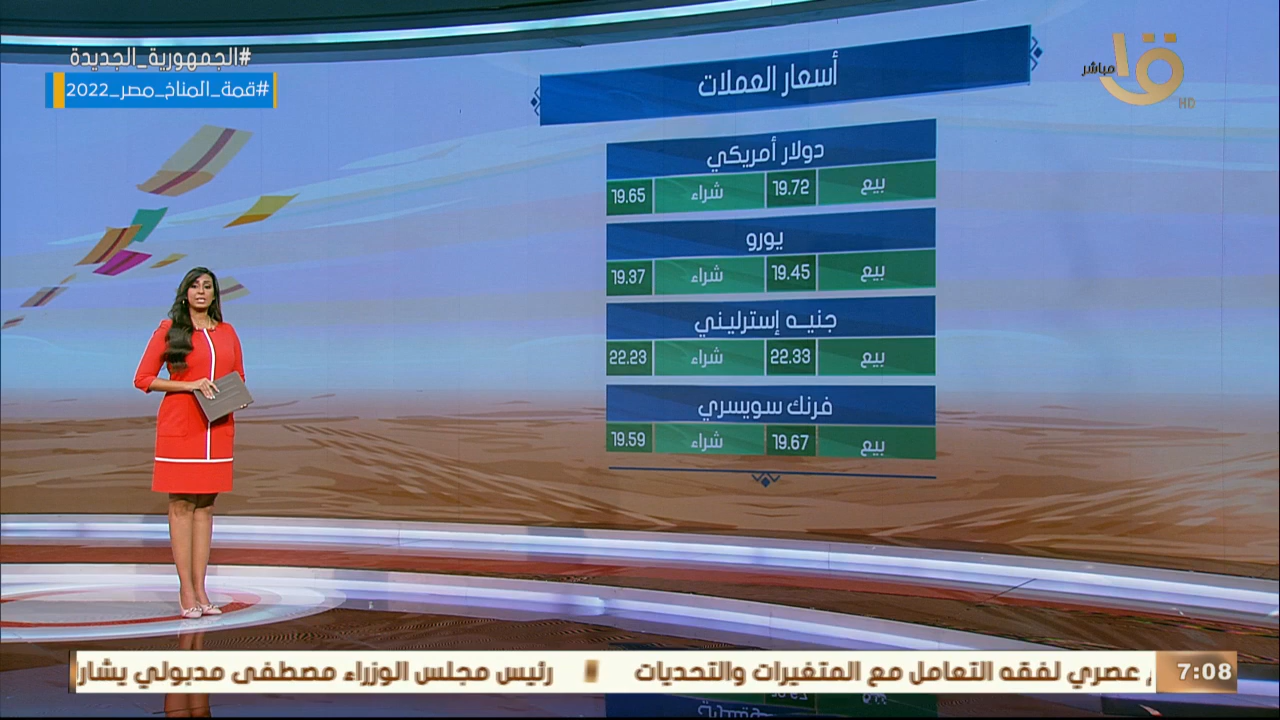 #الجمهورية_الجديدة
#قمة_المناخ_مصر_2022
مباشر
HD
أسعار العملات
دولار أمريكي
بيع 19.72 شراء 19.65
يورو
بيع 19.45 شراء 19.37
جنيه إسترليني
بيع 22.33 شراء 22.23
فرنك سويسري
بيع 19.67 شراء 19.59
7:08
عصري لفقه التعامل مع المتغيرات والتحديات رئيس مجلس الوزراء مصطفى مدبولي يشار